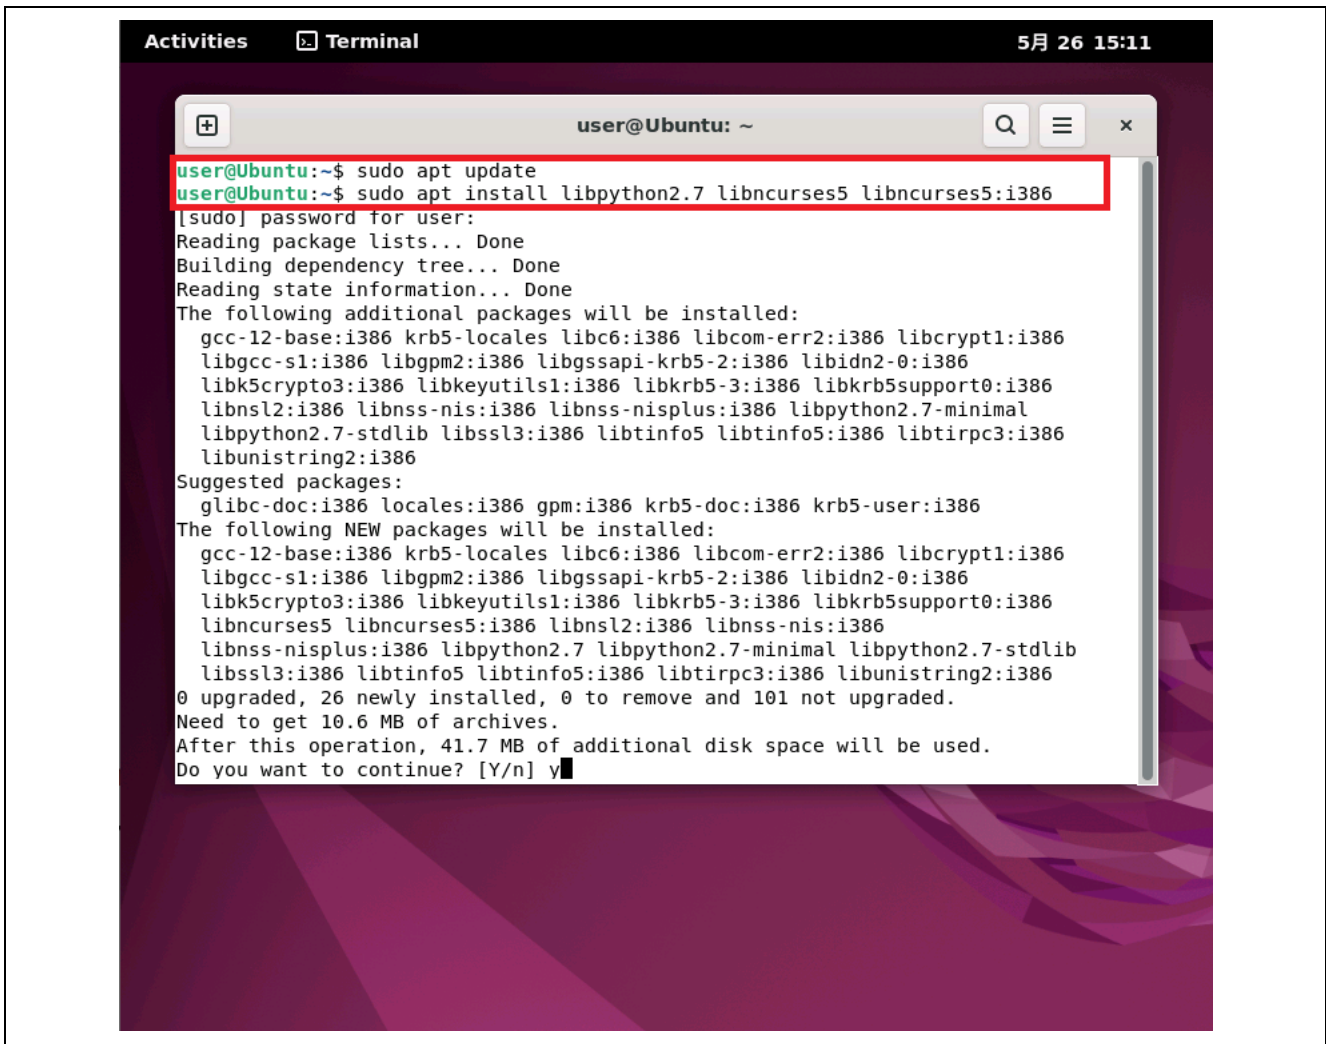 Activities Terminal 5月 26 15:11
user@Ubuntu: ~
user@Ubuntu:~$ sudo apt update
user@Ubuntu:~$ sudo apt install libpython2.7 libncurses5 libncurses5:i386
[sudo] password for user:
Reading package lists... Done
Building dependency tree... Done
Reading state information... Done
The following additional packages will be installed:
gcc-12-base:i386 krb5-locales libc6:i386 libcom-err2:i386 libcrypt1:i386
libgcc-s1:i386 libgpm2:i386 libgssapi-krb5-2:i386 libidn2-0:i386
libk5crypto3:i386 libkeyutils1:i386 libkrb5-3:i386 libkrb5support0:i386
libnsl2:i386 libnss-nis:i386 libnss-nisplus:i386 libpython2.7-minimal
libpython2.7-stdlib libssl3:i386 libtinfo5 libtinfo5:i386 libtirpc3:i386
libunistring2:i386
Suggested packages:
glibc-doc:i386 locales:i386 gpm:i386 krb5-doc:i386 krb5-user:i386
The following NEW packages will be installed:
gcc-12-base:i386 krb5-locales libc6:i386 libcom-err2:i386 libcrypt1:i386
libgcc-s1:i386 libgpm2:i386 libgssapi-krb5-2:i386 libidn2-0:i386
libk5crypto3:i386 libkeyutils1:i386 libkrb5-3:i386 libkrb5support0:i386
libncurses5 libncurses5:i386 libnsl2:i386 libnss-nis:i386
libnss-nisplus:i386 libpython2.7 libpython2.7-minimal libpython2.7-stdlib
libssl3:i386 libtinfo5 libtinfo5:i386 libtirpc3:i386 libunistring2:i386
0 upgraded, 26 newly installed, 0 to remove and 101 not upgraded.
Need to get 10.6 MB of archives.
After this operation, 41.7 MB of additional disk space will be used.
Do you want to continue? [Y/n] y